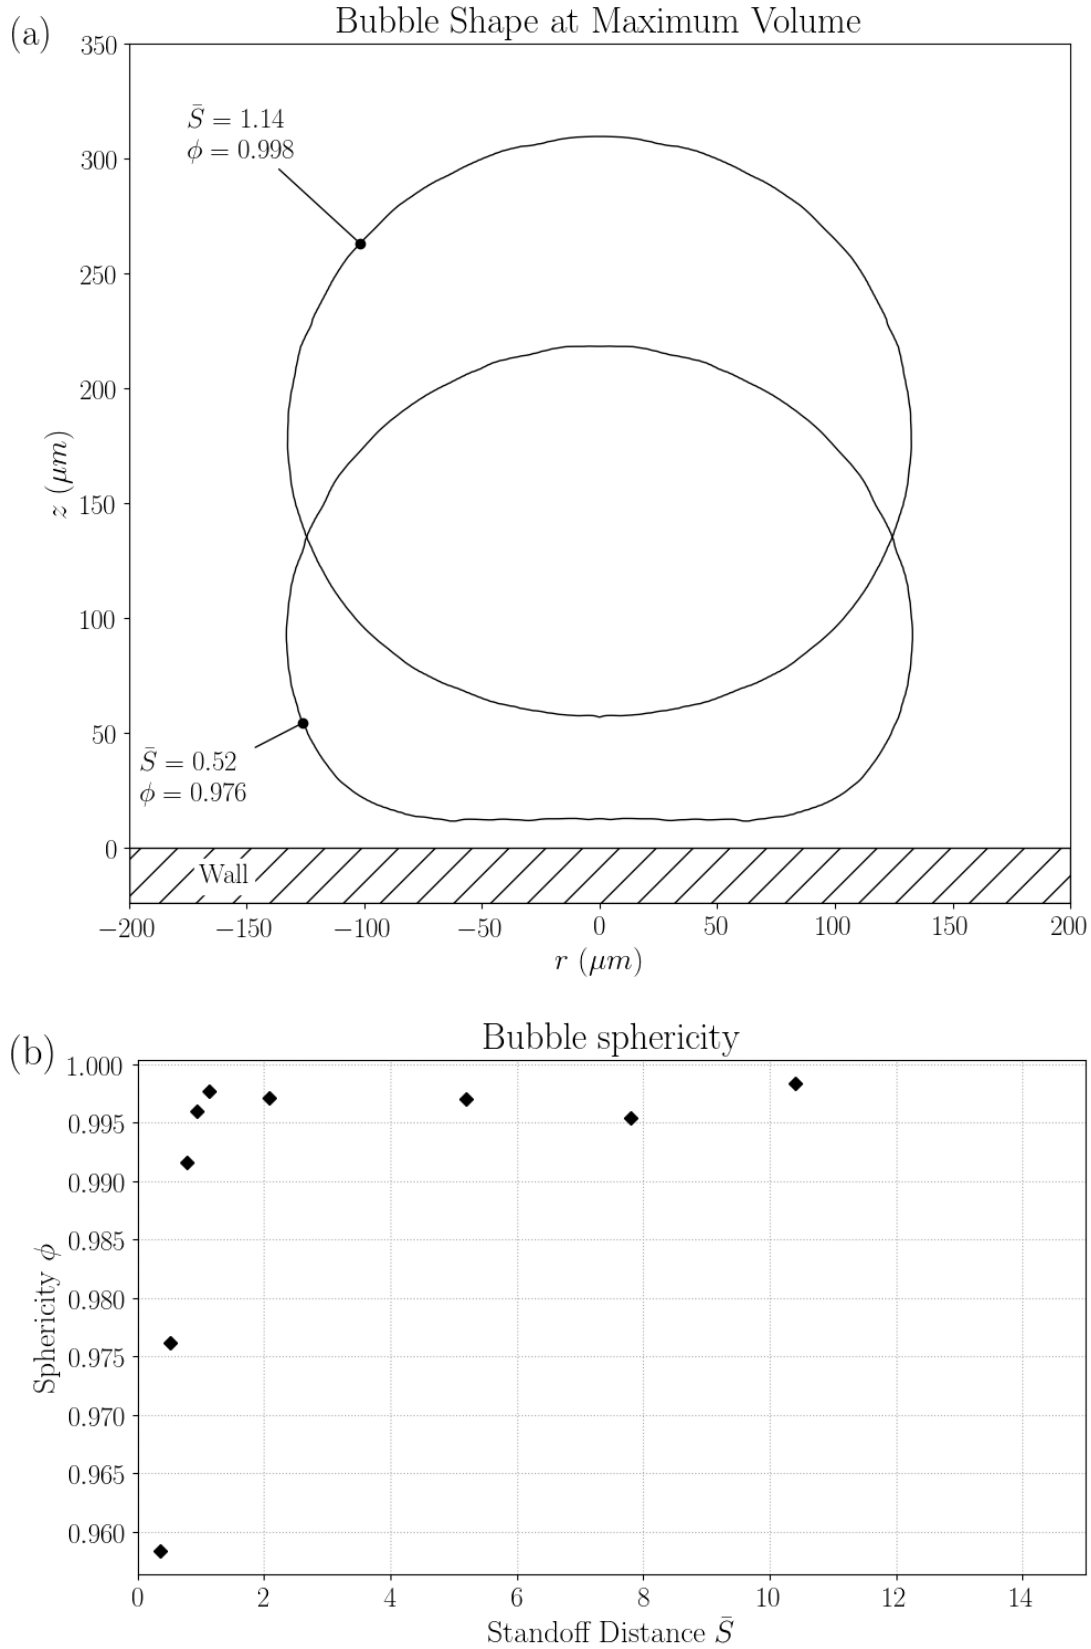 (a)
Bubble Shape at Maximum Volume
350
300
250
200
150
100
50
0
z (μm)
S̄ = 1.14
ϕ = 0.998
S̄ = 0.52
ϕ = 0.976
Wall
−200 −150 −100 −50 0 50 100 150 200
r (μm)
(b)
Bubble sphericity
1.000
0.995
0.990
0.985
0.980
0.975
0.970
0.965
0.960
Sphericity ϕ
0 2 4 6 8 10 12 14
Standoff Distance S̄